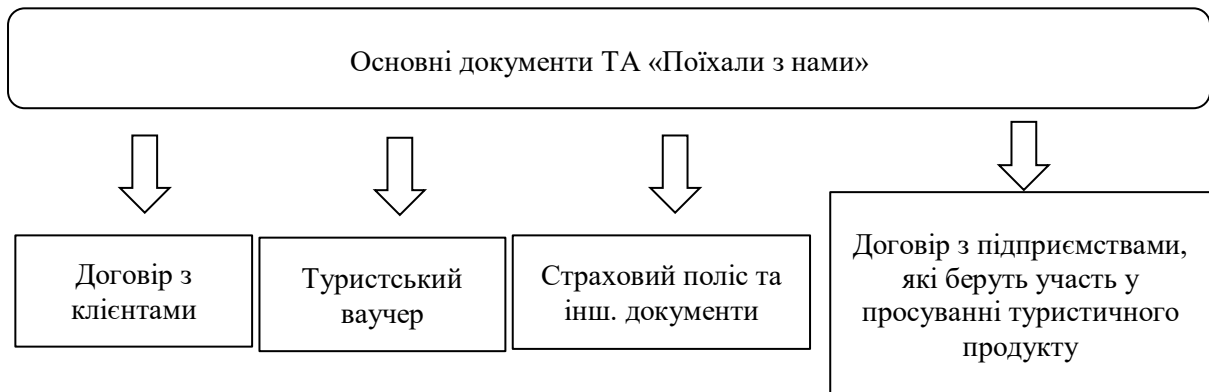 Основні документи ТА «Поїхали з нами»
Договір з
клієнтами
Туристський
ваучер
Страховий поліс та
інш. документи
Договір з підприємствами,
які беруть участь у
просуванні туристичного
продукту